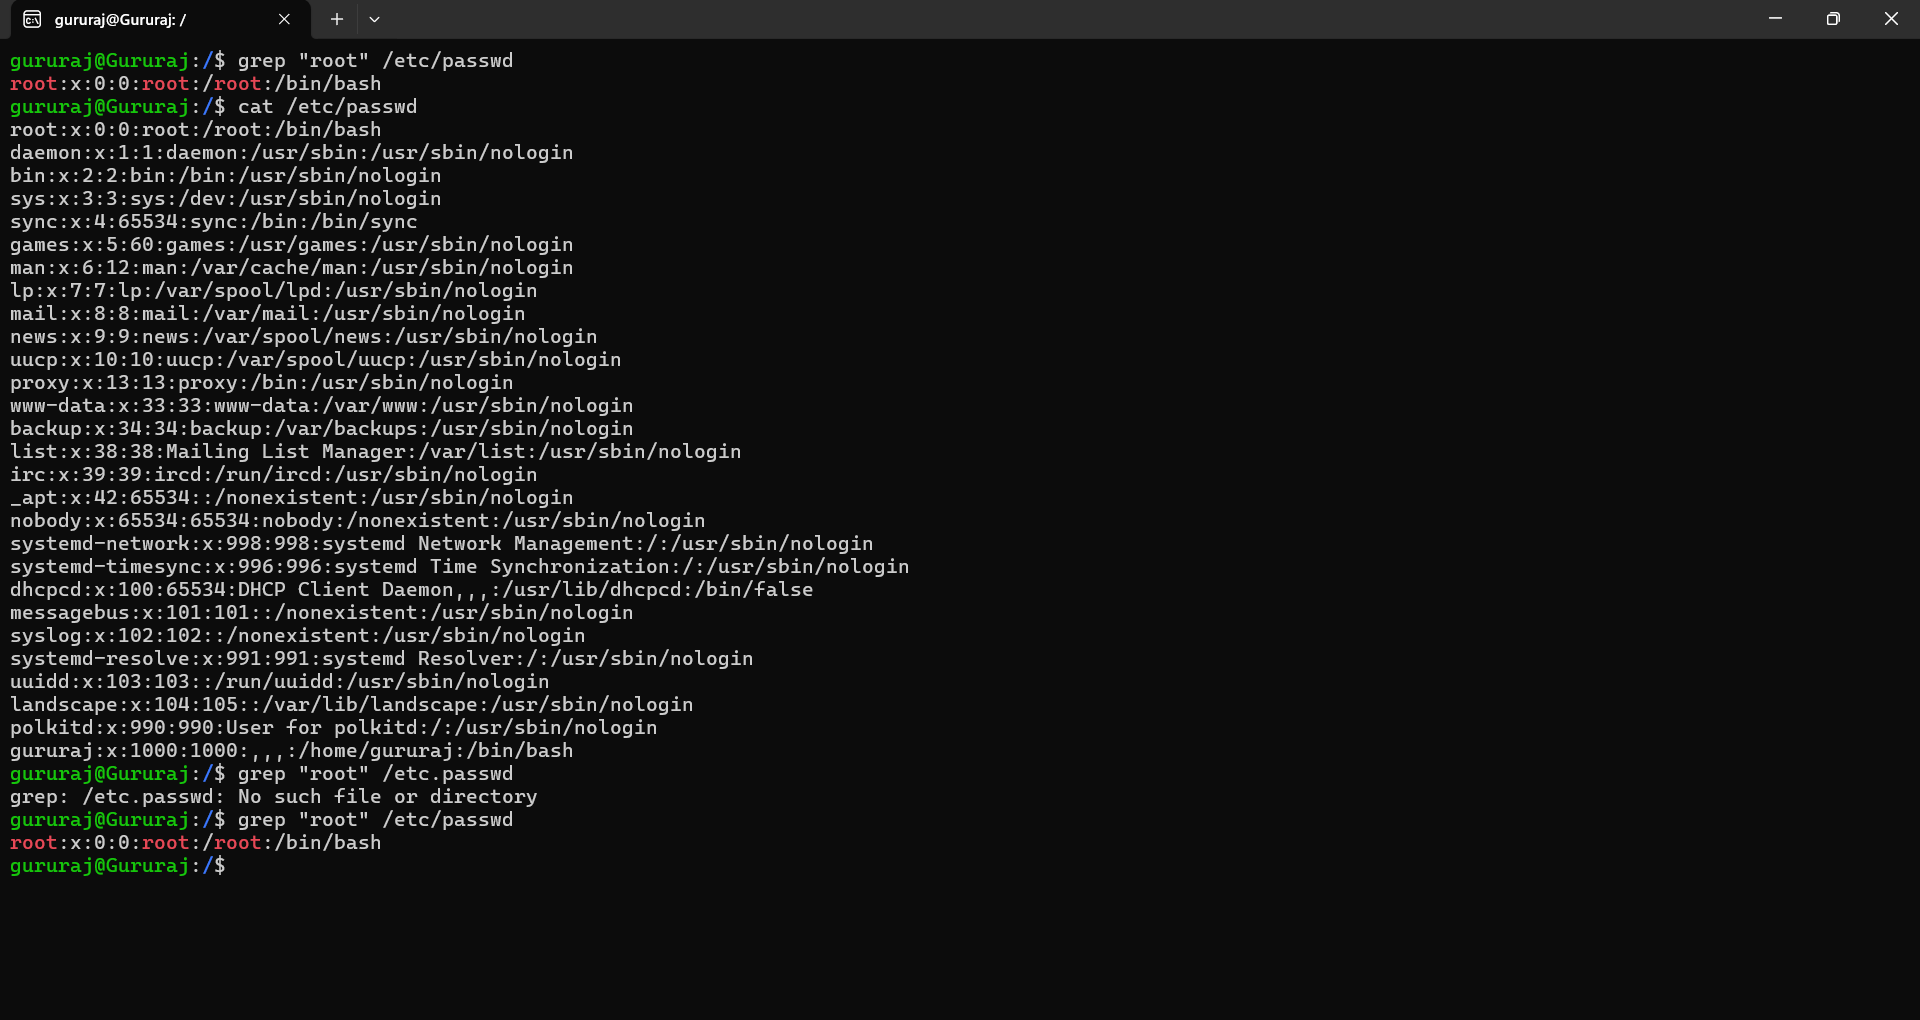 gururaj@Gururaj: /
gururaj@Gururaj:/$ grep "root" /etc/passwd
root:x:0:0:root:/root:/bin/bash
gururaj@Gururaj:/$ cat /etc/passwd
root:x:0:0:root:/root:/bin/bash
daemon:x:1:1:daemon:/usr/sbin:/usr/sbin/nologin
bin:x:2:2:bin:/bin:/usr/sbin/nologin
sys:x:3:3:sys:/dev:/usr/sbin/nologin
sync:x:4:65534:sync:/bin:/bin/sync
games:x:5:60:games:/usr/games:/usr/sbin/nologin
man:x:6:12:man:/var/cache/man:/usr/sbin/nologin
lp:x:7:7:lp:/var/spool/lpd:/usr/sbin/nologin
mail:x:8:8:mail:/var/mail:/usr/sbin/nologin
news:x:9:9:news:/var/spool/news:/usr/sbin/nologin
uucp:x:10:10:uucp:/var/spool/uucp:/usr/sbin/nologin
proxy:x:13:13:proxy:/bin:/usr/sbin/nologin
www-data:x:33:33:www-data:/var/www:/usr/sbin/nologin
backup:x:34:34:backup:/var/backups:/usr/sbin/nologin
list:x:38:38:Mailing List Manager:/var/list:/usr/sbin/nologin
irc:x:39:39:ircd:/run/ircd:/usr/sbin/nologin
_apt:x:42:65534::/nonexistent:/usr/sbin/nologin
nobody:x:65534:65534:nobody:/nonexistent:/usr/sbin/nologin
systemd-network:x:998:998:systemd Network Management:/:/usr/sbin/nologin
systemd-timesync:x:996:996:systemd Time Synchronization:/:/usr/sbin/nologin
dhcpcd:x:100:65534:DHCP Client Daemon,,,:/usr/lib/dhcpcd:/bin/false
messagebus:x:101:101::/nonexistent:/usr/sbin/nologin
syslog:x:102:102::/nonexistent:/usr/sbin/nologin
systemd-resolve:x:991:991:systemd Resolver:/:/usr/sbin/nologin
uuidd:x:103:103::/run/uuidd:/usr/sbin/nologin
landscape:x:104:105::/var/lib/landscape:/usr/sbin/nologin
polkitd:x:990:990:User for polkitd:/:/usr/sbin/nologin
gururaj:x:1000:1000:,,,:/home/gururaj:/bin/bash
gururaj@Gururaj:/$ grep "root" /etc.passwd
grep: /etc.passwd: No such file or directory
gururaj@Gururaj:/$ grep "root" /etc/passwd
root:x:0:0:root:/root:/bin/bash
gururaj@Gururaj:/$